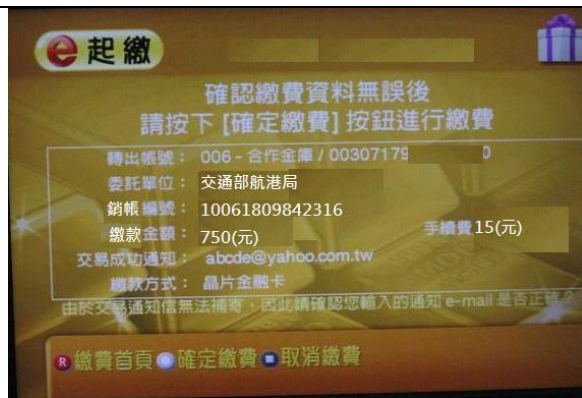 e起繳
確認繳費資料無誤後
請按下 [確定繳費] 按鈕進行繳費
轉出帳號： 006 - 合作金庫 / 00307179 0
委託單位： 交通部航港局
銷帳編號： 10061809842316
繳款金額： 750(元) 手續費15(元)
交易成功通知： abcde@yahoo.com.tw
繳款方式： 晶片金融卡
由於交易通知信無法補寄，因此請確認您輸入的通知 e-mail 是否正確？
R 繳費首頁 確定繳費 取消繳費